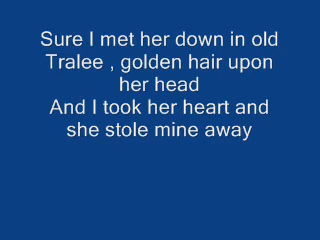 Sure I met her down in old
Tralee , golden hair upon
her head
And I took her heart and
she stole mine away